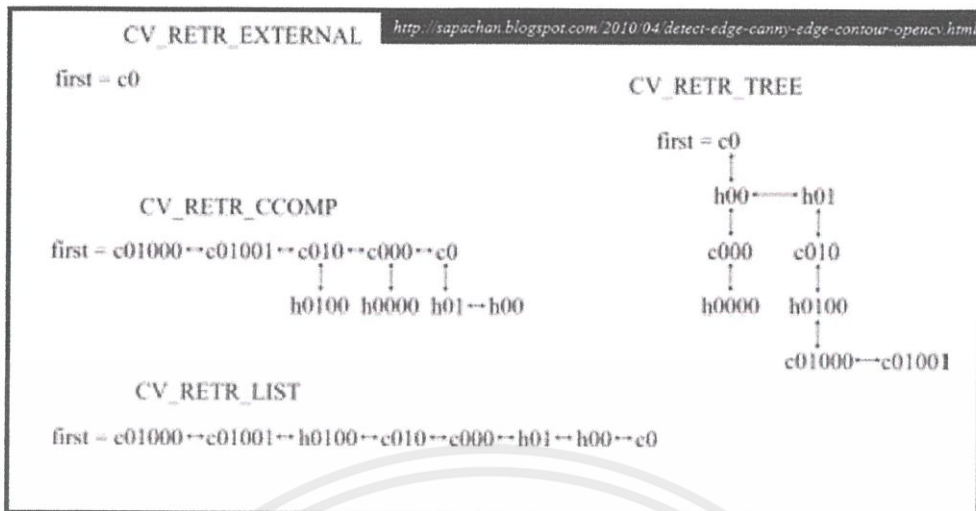 CV_RETR_EXTERNAL
http://sapachan.blogspot.com/2010/04/detect-edge-canny-edge-contour-opencv.html
first = c0
CV_RETR_TREE
first = c0
h00↔h01
c000 c010
h0000 h0100
c01000↔c01001
CV_RETR_CCOMP
first = c01000↔c01001↔c010↔c000↔c0
h0100 h0000 h01↔h00
CV_RETR_LIST
first = c01000↔c01001↔h0100↔c010↔c000↔h01↔h00↔c0